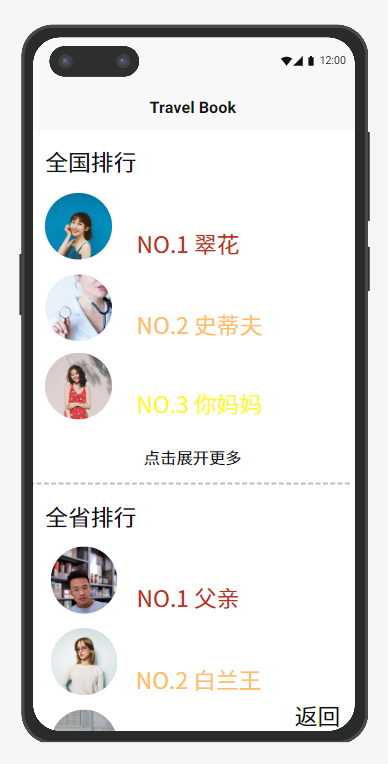 12:00
Travel Book
全国排行
NO.1 翠花
NO.2 史蒂夫
NO.3 你妈妈
点击展开更多
全省排行
NO.1 父亲
NO.2 白兰王
返回